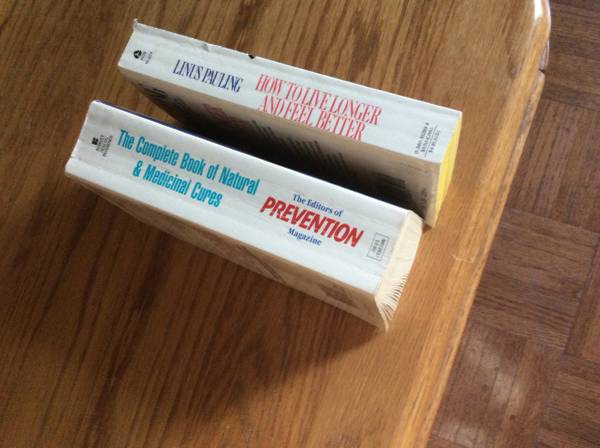 LINUS PAULING
HOW TO LIVE LONGER
AND FEEL BETTER
The Complete Book of Natural
& Medicinal Cures
The Editors of
PREVENTION
Magazine